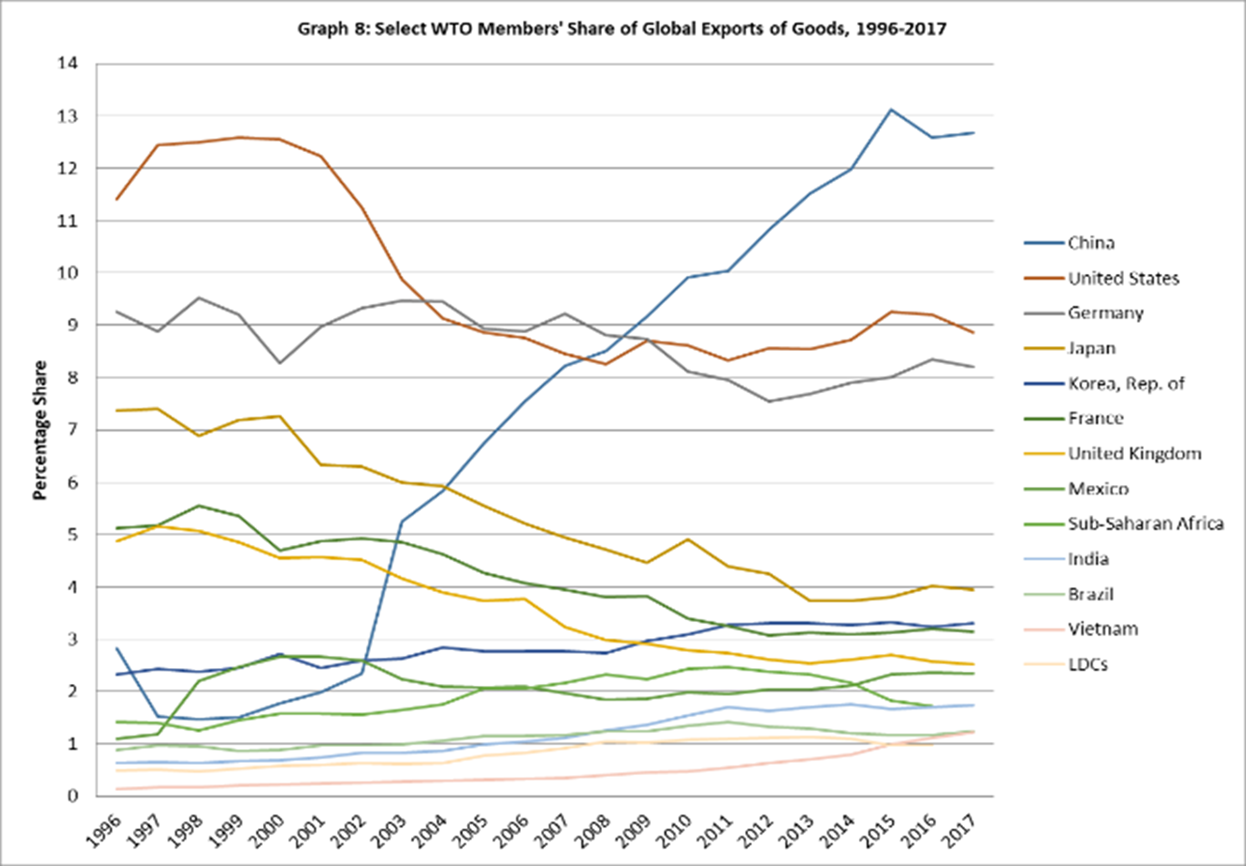 Graph 8: Select WTO Members' Share of Global Exports of Goods, 1996-2017
14
13
12
11
10
9
8
7
6
5
4
3
2
1
0
Percentage Share
1996
1997
1998
1999
2000
2001
2002
2003
2004
2005
2006
2007
2008
2009
2010
2011
2012
2013
2014
2015
2016
2017
China
United States
Germany
Japan
Korea, Rep. of
France
United Kingdom
Mexico
Sub-Saharan Africa
India
Brazil
Vietnam
LDCs